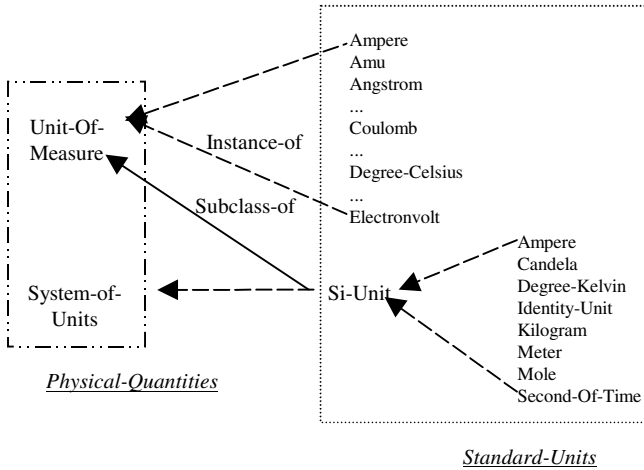 Ampere
Amu
Angstrom
...
Coulomb
...
Degree-Celsius
...
Electronvolt
Unit-Of-
Measure
Instance-of
Subclass-of
System-of-
Units
Si-Unit
Ampere
Candela
Degree-Kelvin
Identity-Unit
Kilogram
Meter
Mole
Second-Of-Time
Physical-Quantities
Standard-Units